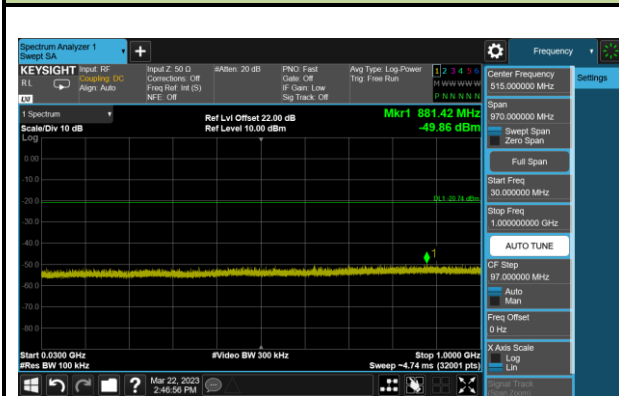 Spectrum Analyzer 1
Swept SA
+
Frequency
KEYSIGHT
Input: RF
Input Z: 50 Ω
#Atten: 20 dB
PNO: Fast
Avg Type: Log-Power
1 2 3 4 5 6
R L
Coupling: DC
Corrections: Off
Gate: Off
Trig: Free Run
M W W W W W
Align: Auto
Freq Ref: Int (S)
IF Gain: Low
P N N N N N
LXI
NFE: Off
Sig Track: Off
1 Spectrum
Ref Lvl Offset 22.00 dB
Mkr1 881.42 MHz
Scale/Div 10 dB
Ref Level 10.00 dBm
-49.86 dBm
Log
0.00
-10.0
-20.0
DL1 -20.74 dBm
-30.0
-40.0
1
-50.0
-60.0
-70.0
-80.0
Start 0.0300 GHz
#Video BW 300 kHz
Stop 1.0000 GHz
#Res BW 100 kHz
Sweep ~4.74 ms (32001 pts)
Center Frequency
515.000000 MHz
Settings
Span
970.000000 MHz
Swept Span
Zero Span
Full Span
Start Freq
30.000000 MHz
Stop Freq
1.000000000 GHz
AUTO TUNE
CF Step
97.000000 MHz
Auto
Man
Freq Offset
0 Hz
X Axis Scale
Log
Lin
Signal Track
(Span Zoom)
?
Mar 22, 2023
2:46:56 PM